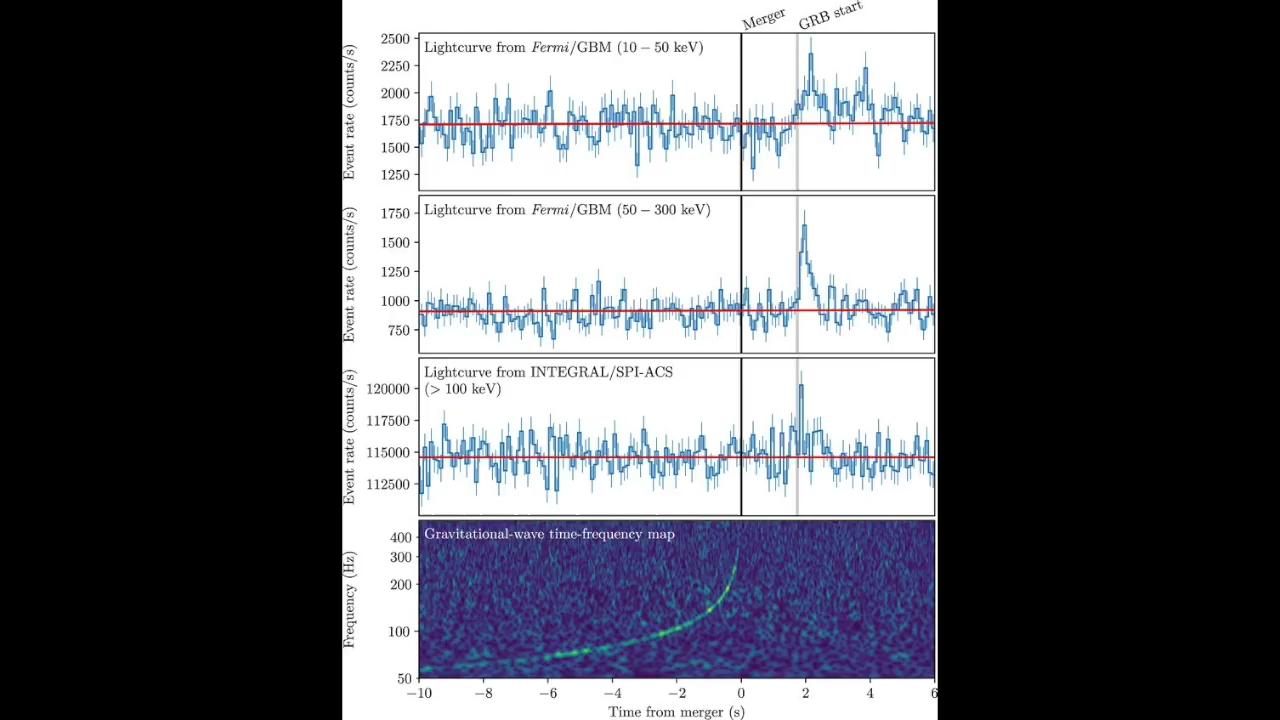 Merger GRB start
Lightcurve from Fermi/GBM (10 − 50 keV)
Event rate (counts/s)
2500
2250
2000
1750
1500
1250
Lightcurve from Fermi/GBM (50 − 300 keV)
Event rate (counts/s)
1750
1500
1250
1000
750
Lightcurve from INTEGRAL/SPI-ACS
(> 100 keV)
Event rate (counts/s)
120000
117500
115000
112500
Gravitational-wave time-frequency map
Frequency (Hz)
400
300
200
100
50
−10 −8 −6 −4 −2 0 2 4 6
Time from merger (s)